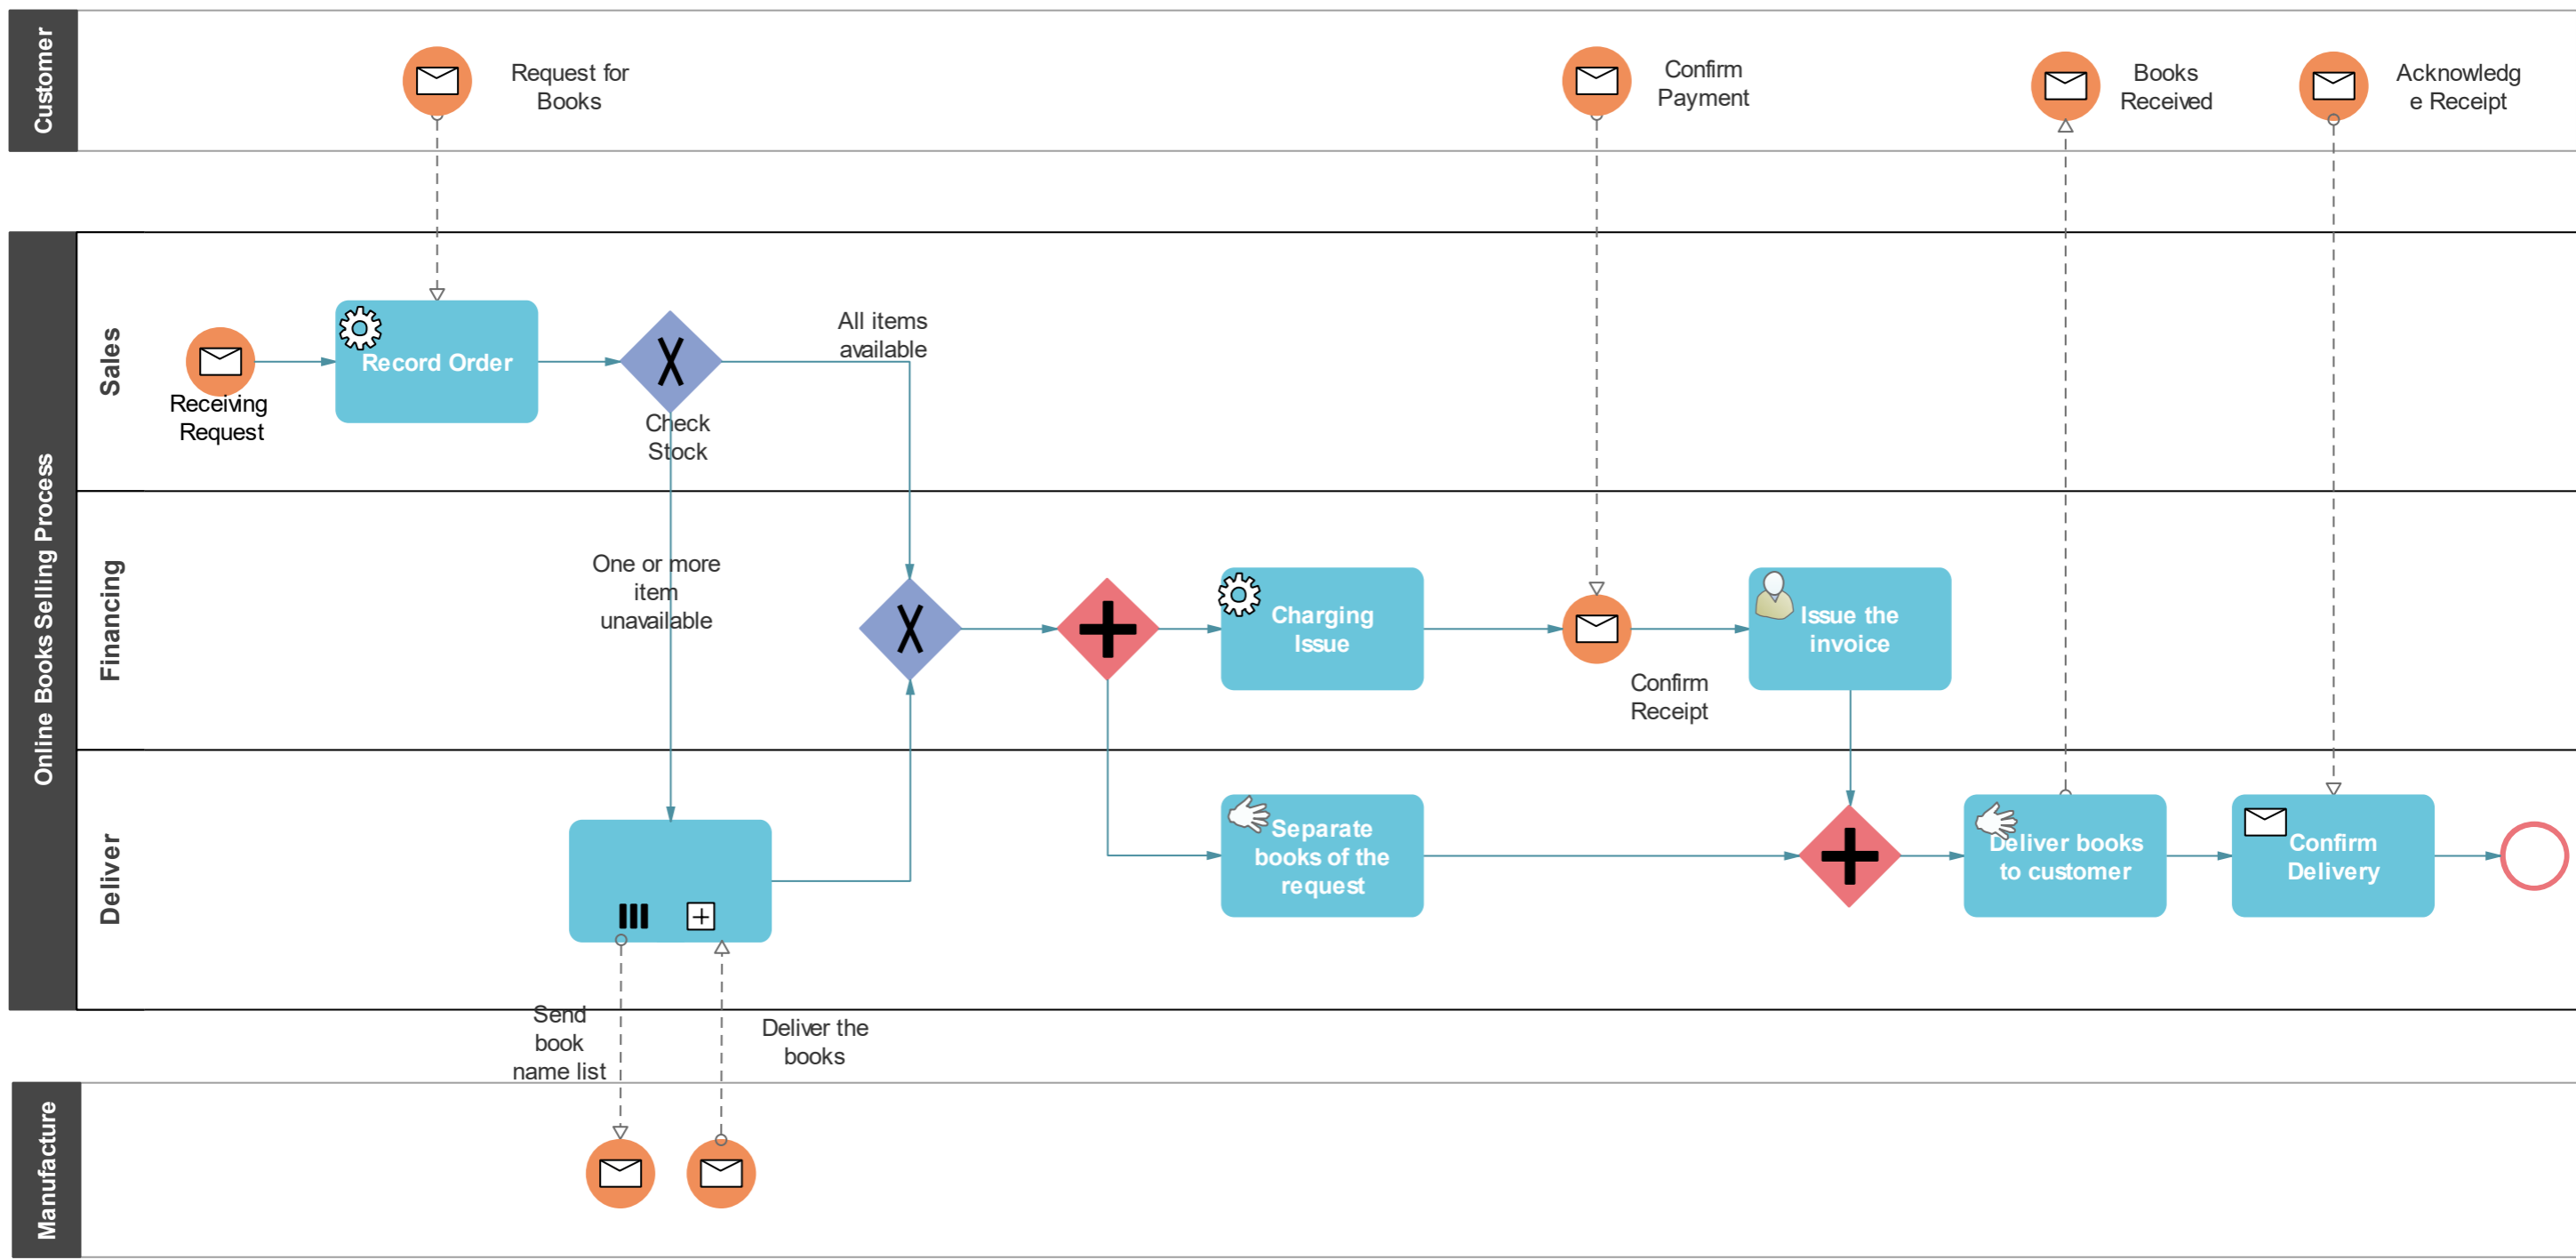 Customer
Request for
Books
Confirm
Payment
Books
Received
Acknowledg
e Receipt
Online Books Selling Process
Sales
Receiving
Request
Record Order
Check
Stock
All items
available
Financing
One or more
item
unavailable
Charging
Issue
Confirm
Receipt
Issue the
invoice
Deliver
Separate
books of the
request
Deliver books
to customer
Confirm
Delivery
Send
book
name list
Deliver the
books
Manufacture